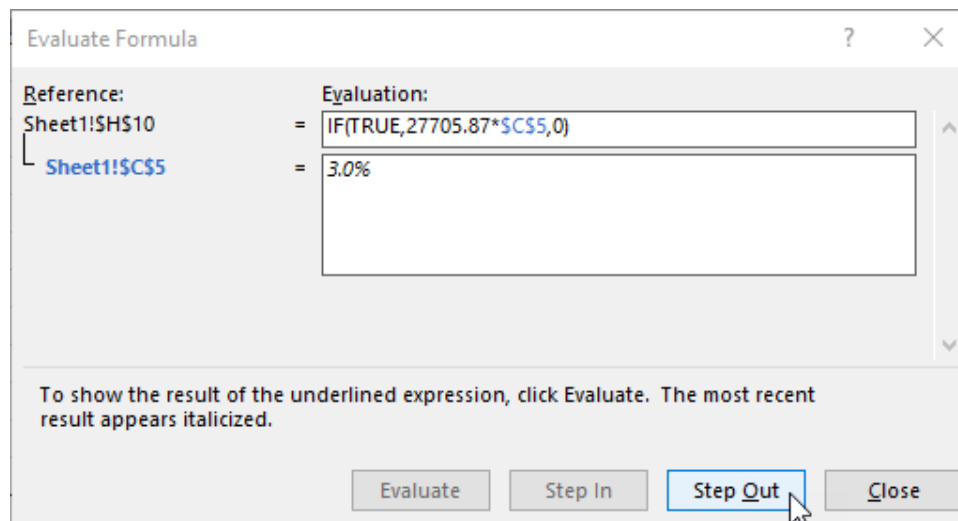 Evaluate Formula ? ×
Reference: Evaluation:
Sheet1!$H$10 = IF(TRUE,27705.87*$C$5,0)
Sheet1!$C$5 = 3.0%
To show the result of the underlined expression, click Evaluate. The most recent
result appears italicized.
Evaluate Step In Step Out Close